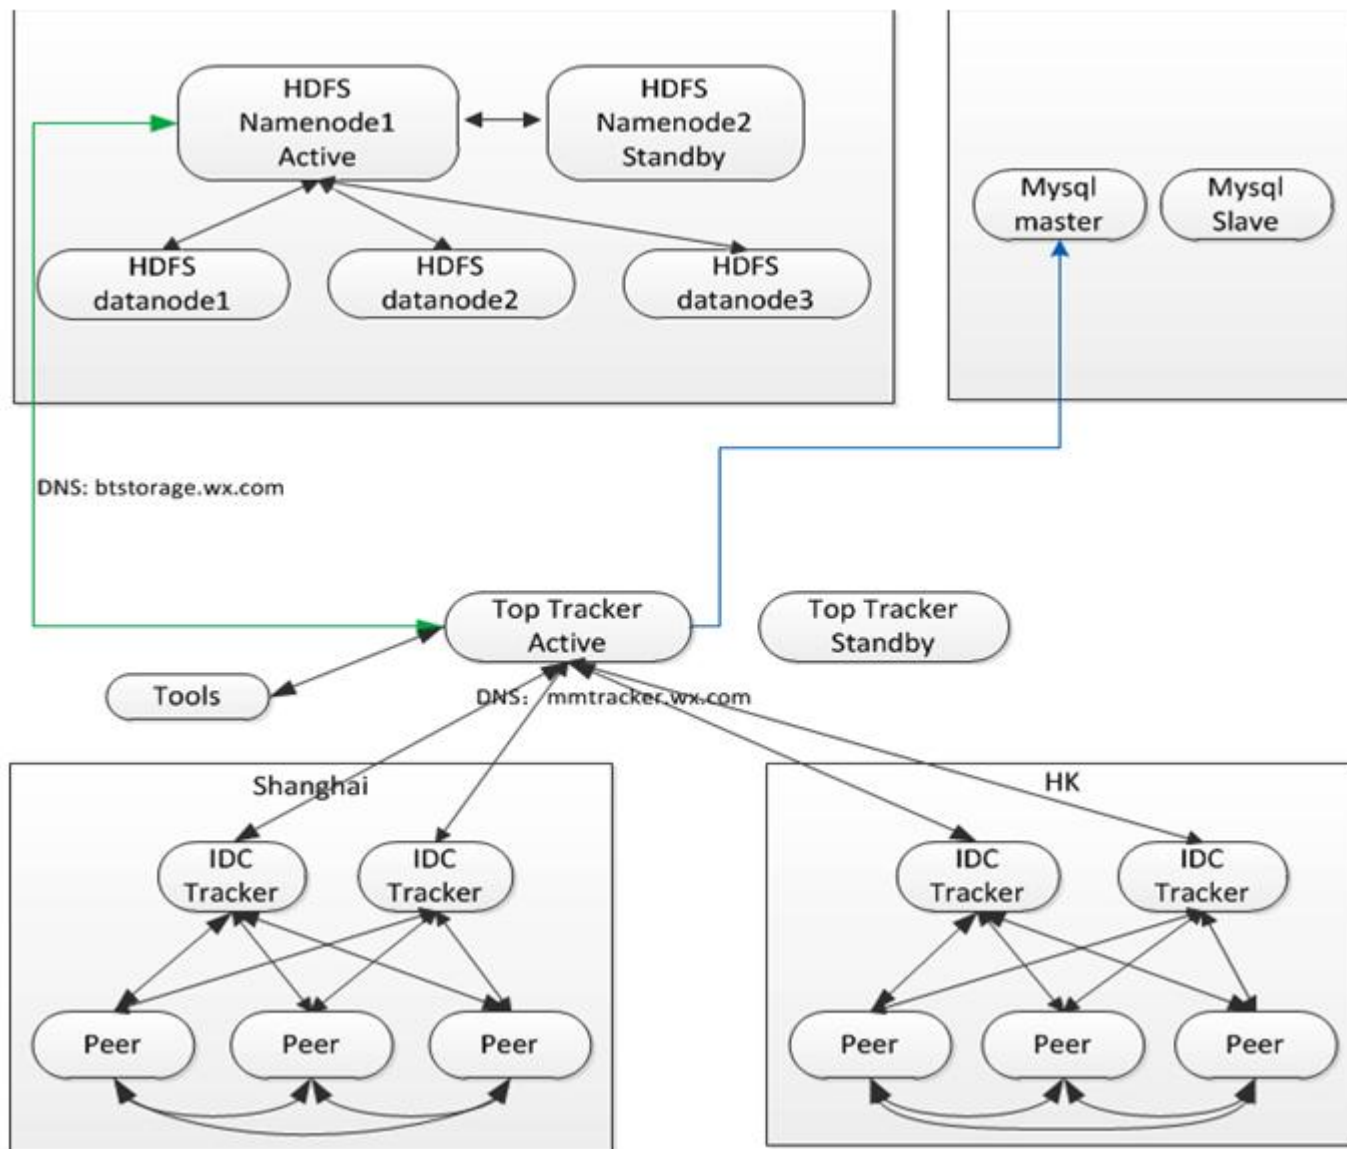 HDFS
Namenode1
Active
HDFS
Namenode2
Standby
Mysql
master
Mysql
Slave
HDFS
datanode1
HDFS
datanode2
HDFS
datanode3
DNS: btstorage.wx.com
Top Tracker
Active
Top Tracker
Standby
Tools
DNS: mmtracker.wx.com
Shanghai
HK
IDC
Tracker
IDC
Tracker
IDC
Tracker
IDC
Tracker
Peer
Peer
Peer
Peer
Peer
Peer